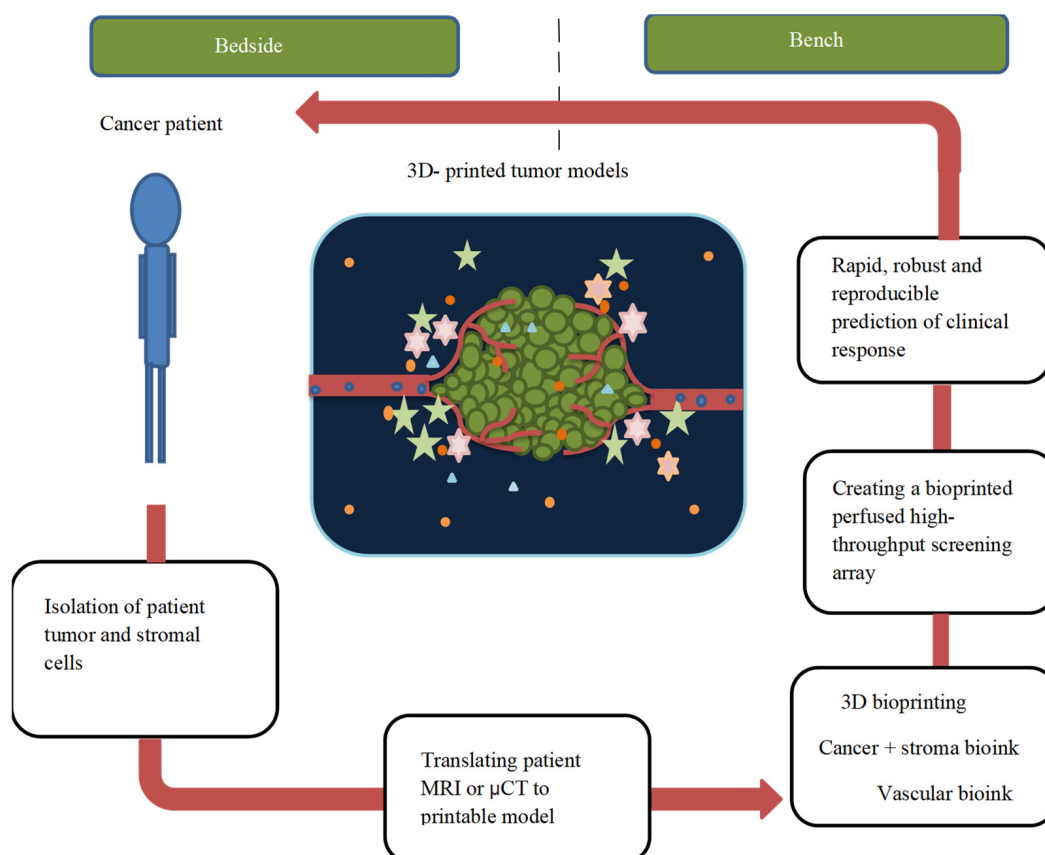 Bedside
Bench
Cancer patient
3D- printed tumor models
Rapid, robust and
reproducible
prediction of clinical
response
Creating a bioprinted
perfused high-
throughput screening
array
Isolation of patient
tumor and stromal
cells
Translating patient
MRI or μCT to
printable model
3D bioprinting
Cancer + stroma bioink
Vascular bioink